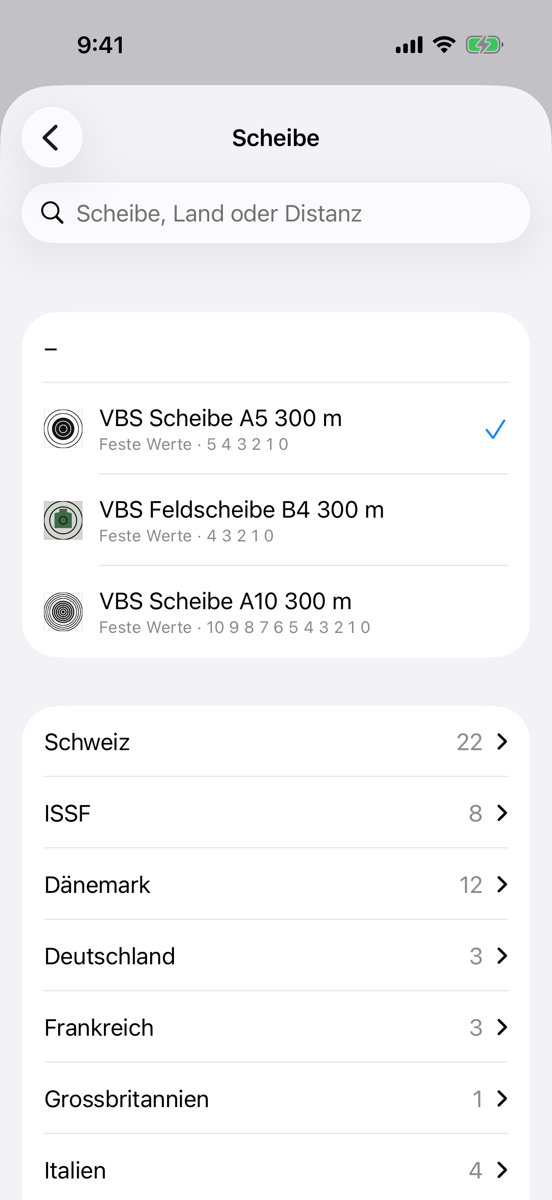 9:41
Scheibe
Scheibe, Land oder Distanz
–
VBS Scheibe A5 300 m
Feste Werte · 5 4 3 2 1 0
VBS Feldscheibe B4 300 m
Feste Werte · 4 3 2 1 0
VBS Scheibe A10 300 m
Feste Werte · 10 9 8 7 6 5 4 3 2 1 0
Schweiz 22
ISSF 8
Dänemark 12
Deutschland 3
Frankreich 3
Grossbritannien 1
Italien 4